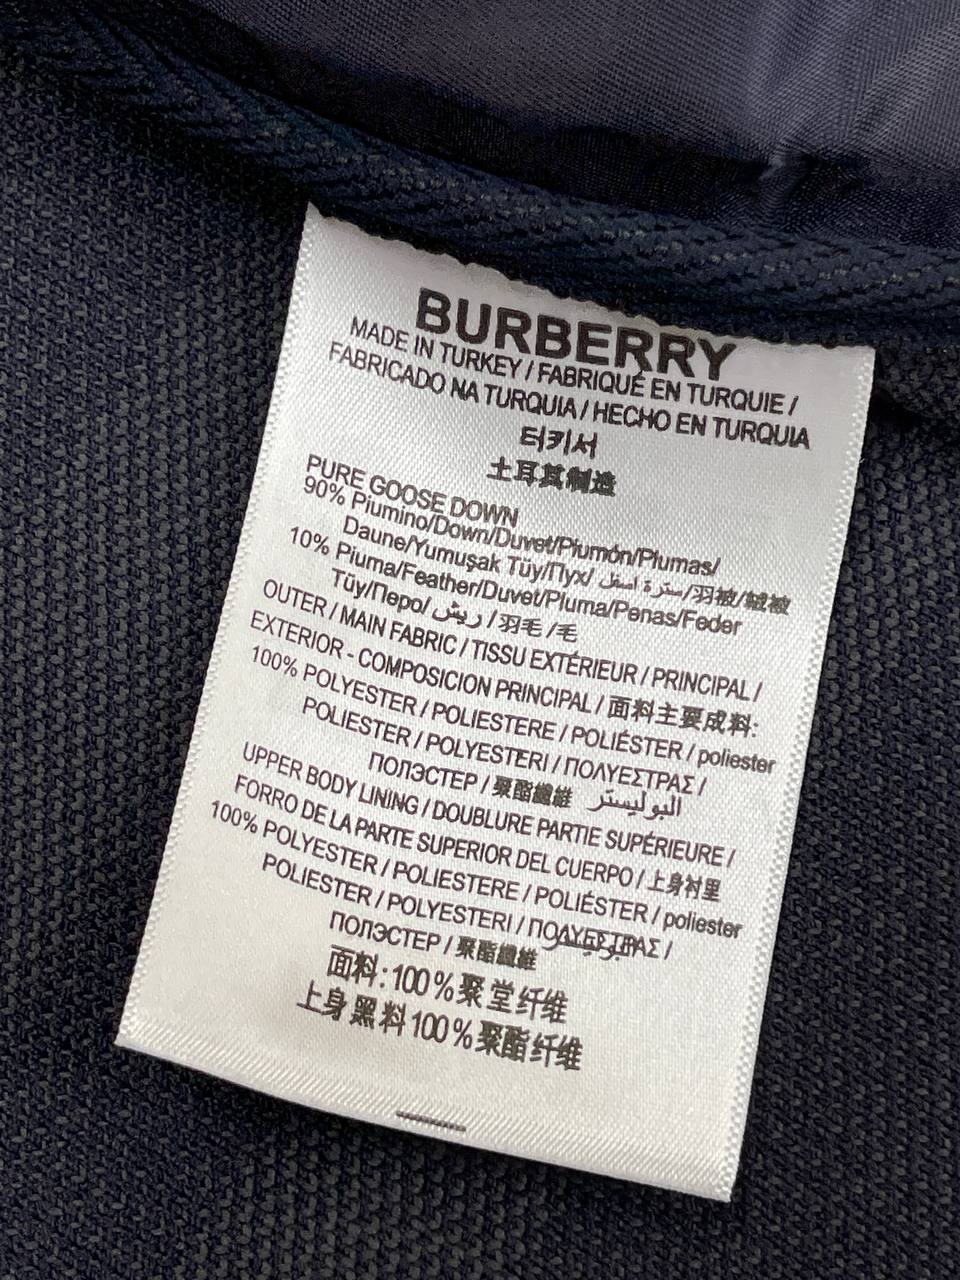 BURBERRY
MADE IN TURKEY / FABRIQUÉ EN TURQUIE /
FABRICADO NA TURQUIA / HECHO EN TURQUIA
터키서
土耳其制造
PURE GOOSE DOWN
90% Piumino/Down/Duvet/Piumón/Plumas/
Daune/Yumuşak Tüy/Пух/ سترة اسفل /羽被/绒被
10% Piuma/Feather/Duvet/Pluma/Penas/Feder
Tüy/Перо/ ريش / 羽毛 /毛
OUTER / MAIN FABRIC / TISSU EXTÉRIEUR / PRINCIPAL /
EXTERIOR - COMPOSICION PRINCIPAL / 面料主要成料:
100% POLYESTER / POLIESTERE / POLIÉSTER / poliester
POLIESTER / POLYESTERI / ΠΟΛΥΕΣΤΡΑΣ /
ПОЛЭСТЕР / 聚酯纖維 البوليستر
UPPER BODY LINING / DOUBLURE PARTIE SUPÉRIEURE /
FORRO DE LA PARTE SUPERIOR DEL CUERPO / 上身衬里
100% POLYESTER / POLIESTERE / POLIÉSTER / poliester
POLIESTER / POLYESTERI / ΠΟΛΥΕΣΤΡΑΣ /
ПОЛЭСТЕР / 聚酯纖維
面料: 100% 聚堂纤维
上身黑料100% 聚酯纤维